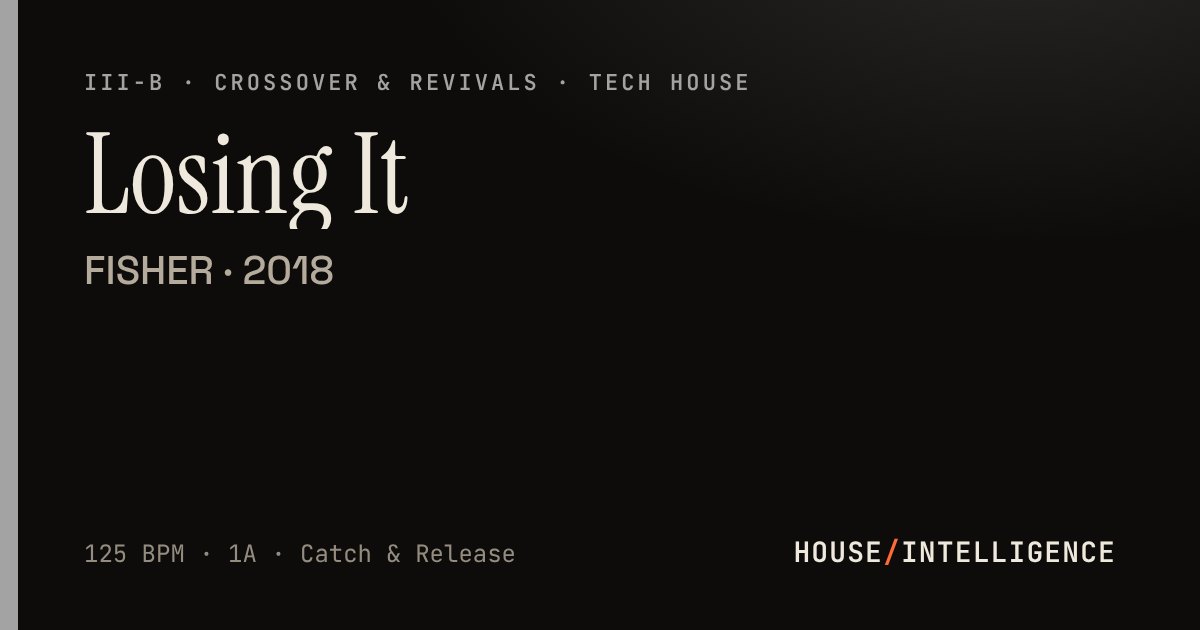 III-B · CROSSOVER & REVIVALS · TECH HOUSE
Losing It
FISHER · 2018
125 BPM · 1A · Catch & Release
HOUSE/INTELLIGENCE